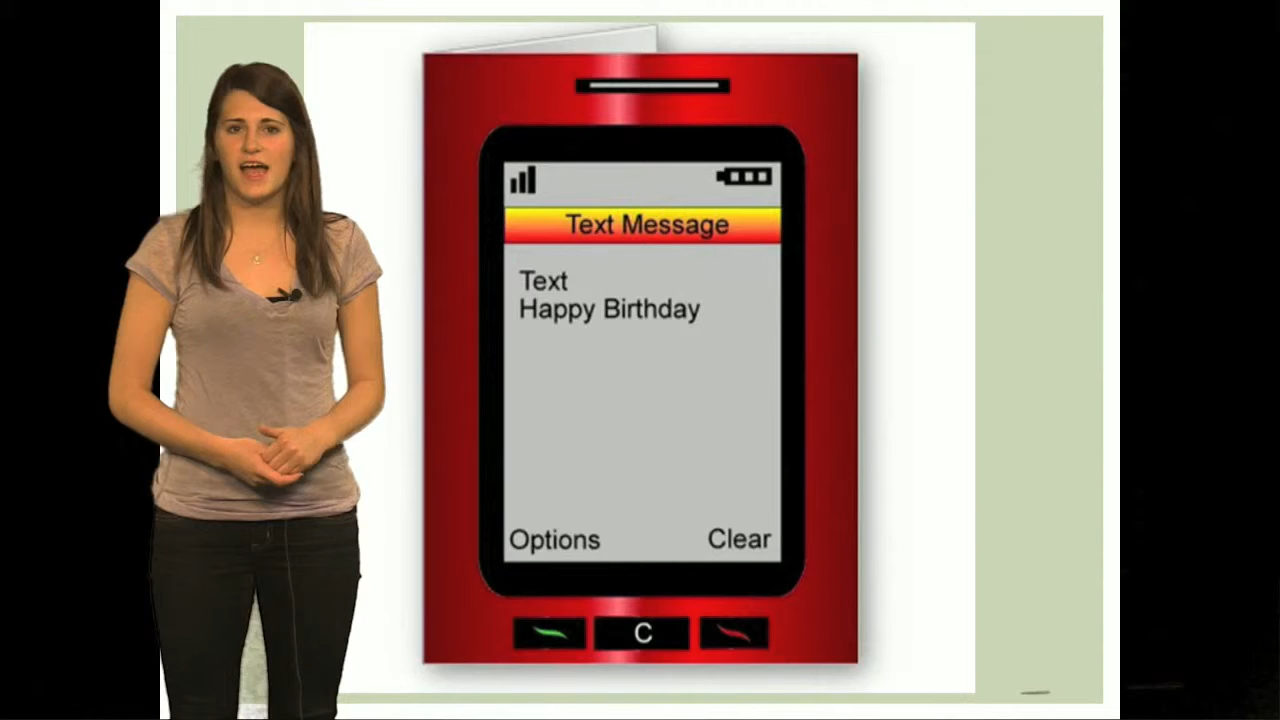 Text Message
Text
Happy Birthday
Options
Clear
C